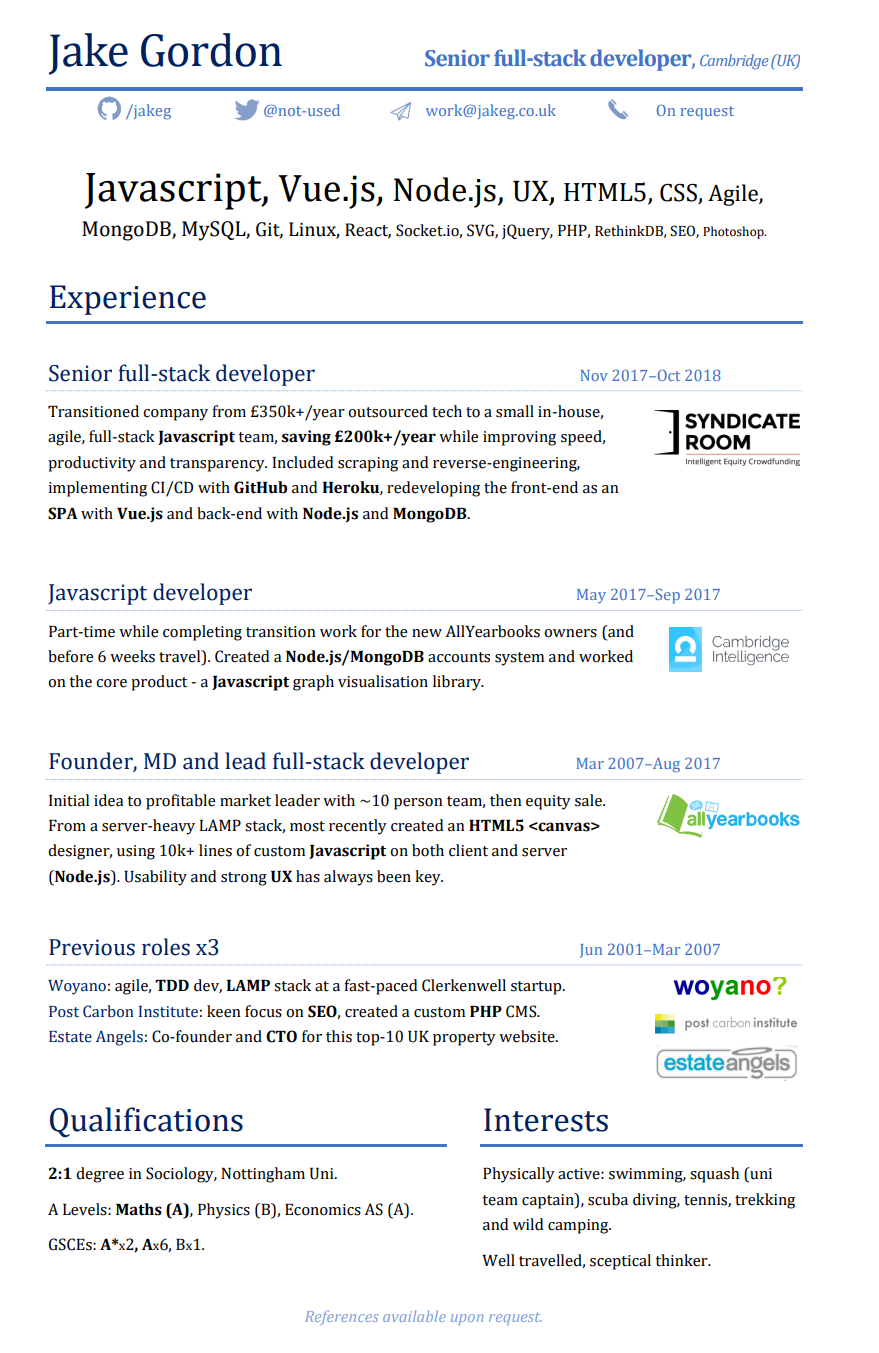 Jake Gordon
Senior full-stack developer, Cambridge (UK)
/jakeg @not-used work@jakeg.co.uk On request
Javascript, Vue.js, Node.js, UX, HTML5, CSS, Agile,
MongoDB, MySQL, Git, Linux, React, Socket.io, SVG, jQuery, PHP, RethinkDB, SEO, Photoshop.
Experience
Senior full-stack developer Nov 2017–Oct 2018
Transitioned company from £350k+/year outsourced tech to a small in-house,
agile, full-stack Javascript team, saving £200k+/year while improving speed,
productivity and transparency. Included scraping and reverse-engineering,
implementing CI/CD with GitHub and Heroku, redeveloping the front-end as an
SPA with Vue.js and back-end with Node.js and MongoDB.
SYNDICATE
ROOM
Intelligent Equity Crowdfunding
Javascript developer May 2017–Sep 2017
Part-time while completing transition work for the new AllYearbooks owners (and
before 6 weeks travel). Created a Node.js/MongoDB accounts system and worked
on the core product - a Javascript graph visualisation library.
Cambridge
Intelligence
Founder, MD and lead full-stack developer Mar 2007–Aug 2017
Initial idea to profitable market leader with ~10 person team, then equity sale.
From a server-heavy LAMP stack, most recently created an HTML5 <canvas>
designer, using 10k+ lines of custom Javascript on both client and server
(Node.js). Usability and strong UX has always been key.
allyearbooks
Previous roles x3 Jun 2001–Mar 2007
Woyano: agile, TDD dev, LAMP stack at a fast-paced Clerkenwell startup.
Post Carbon Institute: keen focus on SEO, created a custom PHP CMS.
Estate Angels: Co-founder and CTO for this top-10 UK property website.
woyano?
post carbon institute
estateangels
Qualifications
2:1 degree in Sociology, Nottingham Uni.
A Levels: Maths (A), Physics (B), Economics AS (A).
GSCEs: A*x2, Ax6, Bx1.
Interests
Physically active: swimming, squash (uni
team captain), scuba diving, tennis, trekking
and wild camping.
Well travelled, sceptical thinker.
References available upon request.